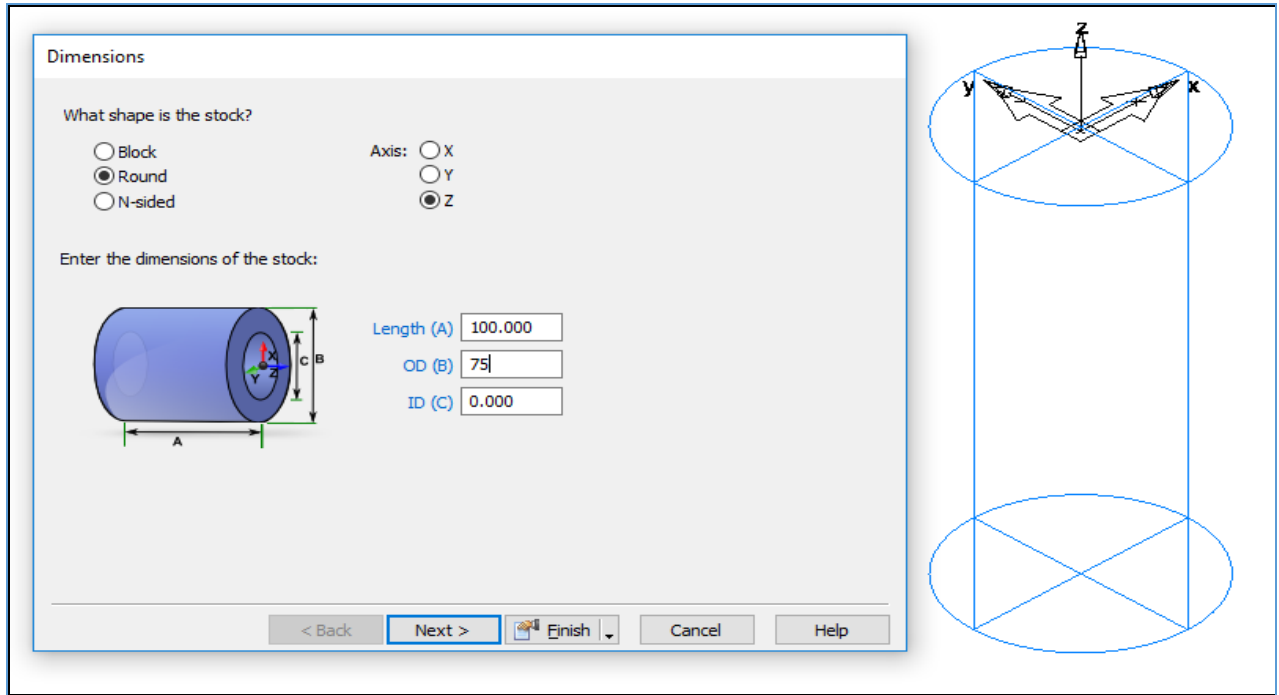 Dimensions
What shape is the stock?
Block
Round
N-sided
Axis: X
Y
Z
Enter the dimensions of the stock:
Length (A) 100.000
OD (B) 75
ID (C) 0.000
X
Y
Z
C
B
A
< Back
Next >
Finish
Cancel
Help
z
y
x